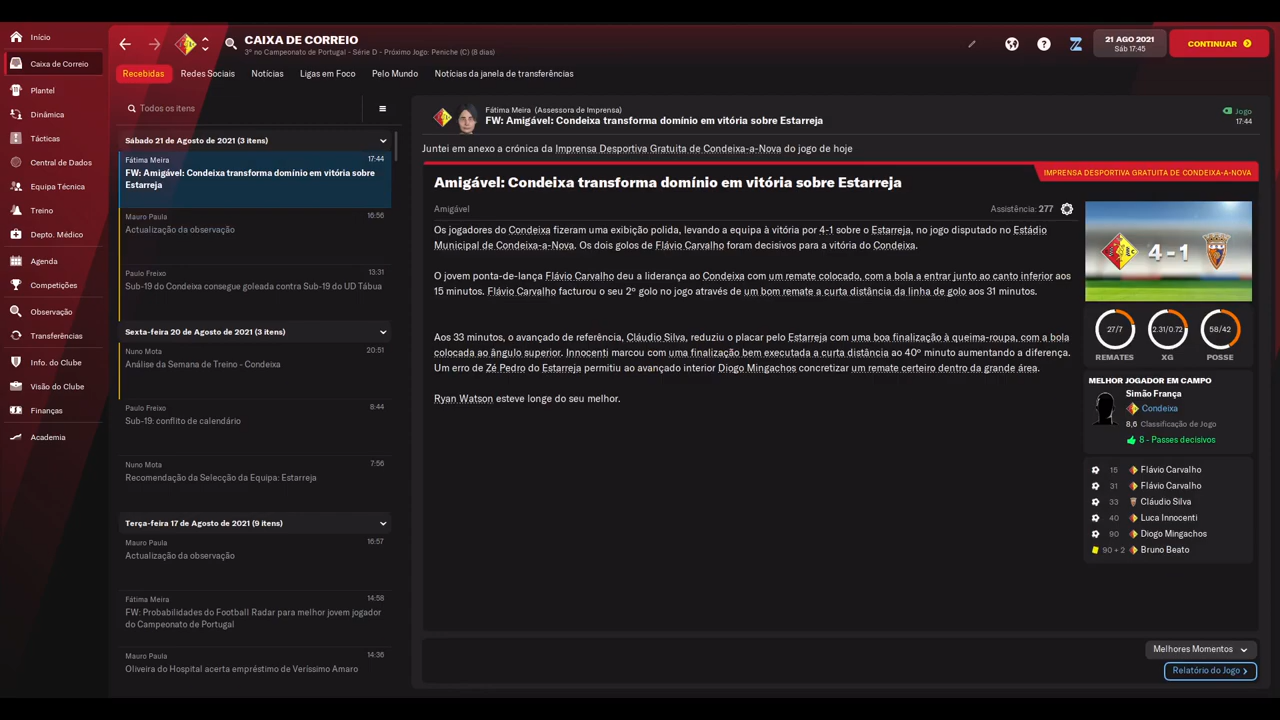 Início
Caixa de Correio
Plantel
Dinâmica
Tácticas
Central de Dados
Equipa Técnica
Treino
Depto. Médico
Agenda
Competições
Observação
Transferências
Info. do Clube
Visão do Clube
Finanças
Academia
CAIXA DE CORREIO
3º no Campeonato de Portugal - Série D - Próximo Jogo: Peniche (C) (8 dias)
21 AGO 2021
Sáb 17:45
CONTINUAR
Recebidas
Redes Sociais
Notícias
Ligas em Foco
Pelo Mundo
Notícias da janela de transferências
Todos os itens
Sábado 21 de Agosto de 2021 (3 itens)
Fátima Meira 17:44
FW: Amigável: Condeixa transforma domínio em vitória sobre
Estarreja
Mauro Paula 16:56
Actualização da observação
Paulo Freixo 13:31
Sub-19 do Condeixa consegue goleada contra Sub-19 do UD Tábua
Sexta-feira 20 de Agosto de 2021 (3 itens)
Nuno Mota 20:51
Análise da Semana de Treino - Condeixa
Paulo Freixo 8:44
Sub-19: conflito de calendário
Nuno Mota 7:56
Recomendação da Selecção da Equipa: Estarreja
Terça-feira 17 de Agosto de 2021 (9 itens)
Mauro Paula 16:57
Actualização da observação
Fátima Meira 14:58
FW: Probabilidades do Football Radar para melhor jovem jogador
do Campeonato de Portugal
Mauro Paula 14:36
Oliveira do Hospital acerta empréstimo de Veríssimo Amaro
Fátima Meira (Assessora de Imprensa)
FW: Amigável: Condeixa transforma domínio em vitória sobre Estarreja
Jogo
17:44
Juntei em anexo a crónica da Imprensa Desportiva Gratuita de Condeixa-a-Nova do jogo de hoje
IMPRENSA DESPORTIVA GRATUITA DE CONDEIXA-A-NOVA
Amigável: Condeixa transforma domínio em vitória sobre Estarreja
Amigável
Assistência: 277
Os jogadores do Condeixa fizeram uma exibição polida, levando a equipa à vitória por 4-1 sobre o Estarreja, no jogo disputado no Estádio
Municipal de Condeixa-a-Nova. Os dois golos de Flávio Carvalho foram decisivos para a vitória do Condeixa.
O jovem ponta-de-lança Flávio Carvalho deu a liderança ao Condeixa com um remate colocado, com a bola a entrar junto ao canto inferior aos
15 minutos. Flávio Carvalho facturou o seu 2º golo no jogo através de um bom remate a curta distância da linha de golo aos 31 minutos.
Aos 33 minutos, o avançado de referência, Cláudio Silva, reduziu o placar pelo Estarreja com uma boa finalização à queima-roupa, com a bola
colocada ao ângulo superior. Innocenti marcou com uma finalização bem executada a curta distância ao 40º minuto aumentando a diferença.
Um erro de Zé Pedro do Estarreja permitiu ao avançado interior Diogo Mingachos concretizar um remate certeiro dentro da grande área.
Ryan Watson esteve longe do seu melhor.
4 - 1
27/7
REMATES
2.31/0.72
XG
58/42
POSSE
MELHOR JOGADOR EM CAMPO
Simão França
Condeixa
8,6 Classificação de Jogo
8 - Passes decisivos
15 Flávio Carvalho
31 Flávio Carvalho
33 Cláudio Silva
40 Luca Innocenti
90 Diogo Mingachos
90 + 2 Bruno Beato
Melhores Momentos
Relatório do Jogo